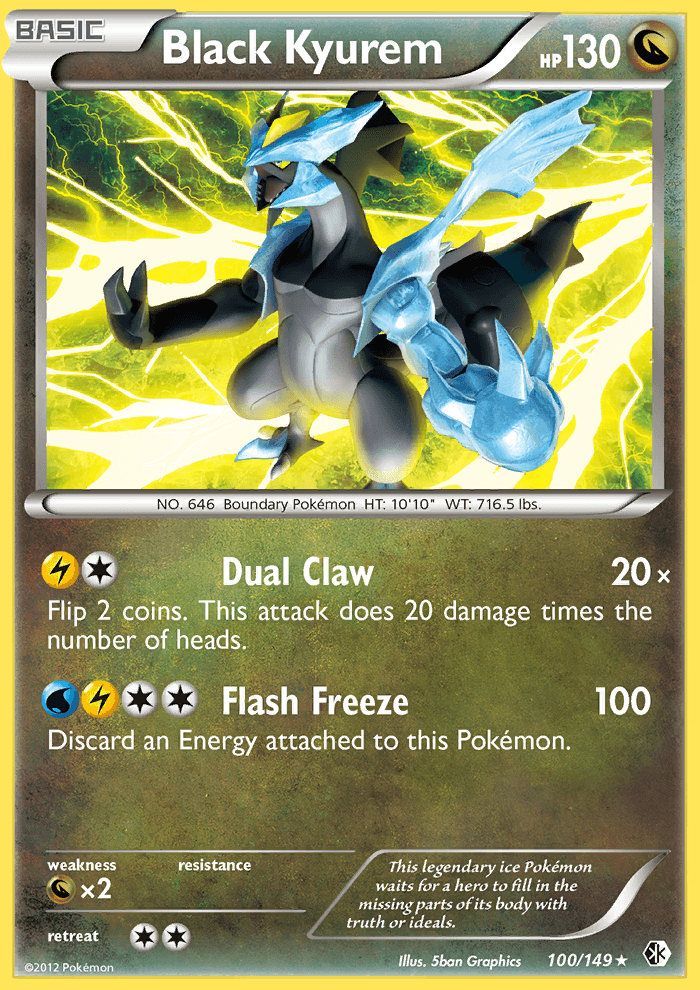 BASIC
Black Kyurem
HP130
NO. 646 Boundary Pokémon HT: 10'10" WT: 716.5 lbs.
Dual Claw 20×
Flip 2 coins. This attack does 20 damage times the
number of heads.
Flash Freeze 100
Discard an Energy attached to this Pokémon.
weakness resistance
×2
retreat
This legendary ice Pokémon
waits for a hero to fill in the
missing parts of its body with
truth or ideals.
©2012 Pokémon
Illus. 5ban Graphics 100/149★